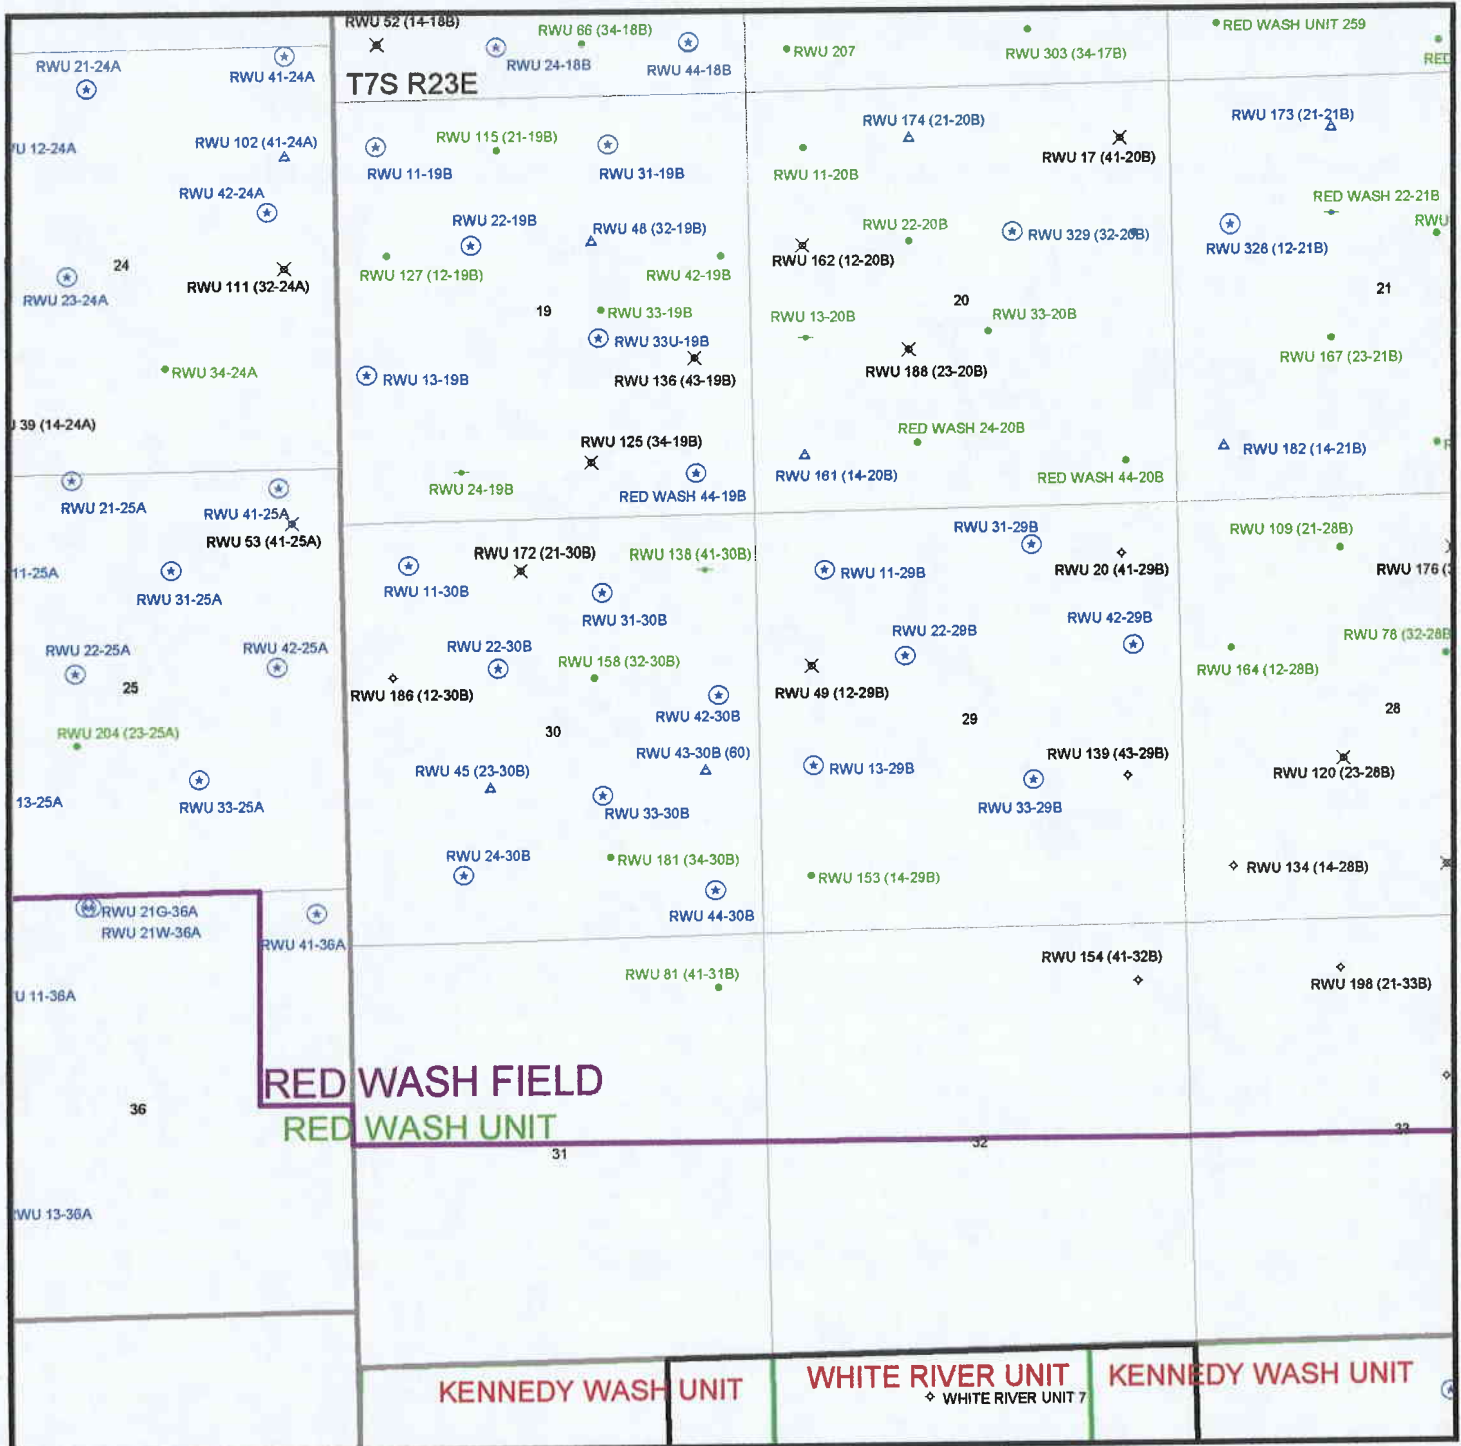 RWU 52 (14-18B)
RWU 66 (34-18B)
RED WASH UNIT 259
RWU 21-24A
RWU 41-24A
RWU 24-18B
RWU 44-18B
RWU 207
RWU 303 (34-17B)
RED
T7S R23E
RWU 12-24A
RWU 102 (41-24A)
RWU 115 (21-19B)
RWU 174 (21-20B)
RWU 173 (21-21B)
RWU 11-19B
RWU 31-19B
RWU 11-20B
RWU 17 (41-20B)
RWU 42-24A
RWU 22-19B
RWU 48 (32-19B)
RWU 22-20B
RWU 329 (32-20B)
RED WASH 22-21B
RWU
RWU 328 (12-21B)
24
RWU 111 (32-24A)
RWU 127 (12-19B)
RWU 42-19B
RWU 162 (12-20B)
RWU 23-24A
19
RWU 33-19B
RWU 13-20B
20
RWU 33-20B
21
RWU 33U-19B
RWU 34-24A
RWU 13-19B
RWU 136 (43-19B)
RWU 188 (23-20B)
RWU 167 (23-21B)
39 (14-24A)
RWU 125 (34-19B)
RED WASH 24-20B
RWU 182 (14-21B)
RWU 24-19B
RED WASH 44-19B
RWU 161 (14-20B)
RED WASH 44-20B
RWU 21-25A
RWU 41-25A
RWU 53 (41-25A)
RWU 31-29B
RWU 109 (21-28B)
RWU 172 (21-30B)
RWU 138 (41-30B)
11-25A
RWU 31-25A
RWU 11-30B
RWU 31-30B
RWU 11-29B
RWU 20 (41-29B)
RWU 176
RWU 22-25A
RWU 42-25A
RWU 22-30B
RWU 158 (32-30B)
RWU 22-29B
RWU 42-29B
RWU 78 (32-28B
25
RWU 186 (12-30B)
RWU 42-30B
RWU 49 (12-29B)
RWU 164 (12-28B)
RWU 204 (23-25A)
30
29
28
RWU 45 (23-30B)
RWU 43-30B (60)
RWU 13-29B
RWU 139 (43-29B)
RWU 120 (23-28B)
13-25A
RWU 33-25A
RWU 33-30B
RWU 33-29B
RWU 24-30B
RWU 181 (34-30B)
RWU 153 (14-29B)
RWU 134 (14-28B)
RWU 21G-36A
RWU 21W-36A
RWU 41-36A
RWU 44-30B
U 11-36A
RWU 81 (41-31B)
RWU 154 (41-32B)
RWU 198 (21-33B)
RED WASH FIELD
36
RED WASH UNIT
31
32
33
WU 13-36A
KENNEDY WASH UNIT
WHITE RIVER UNIT
KENNEDY WASH UNIT
WHITE RIVER UNIT 7